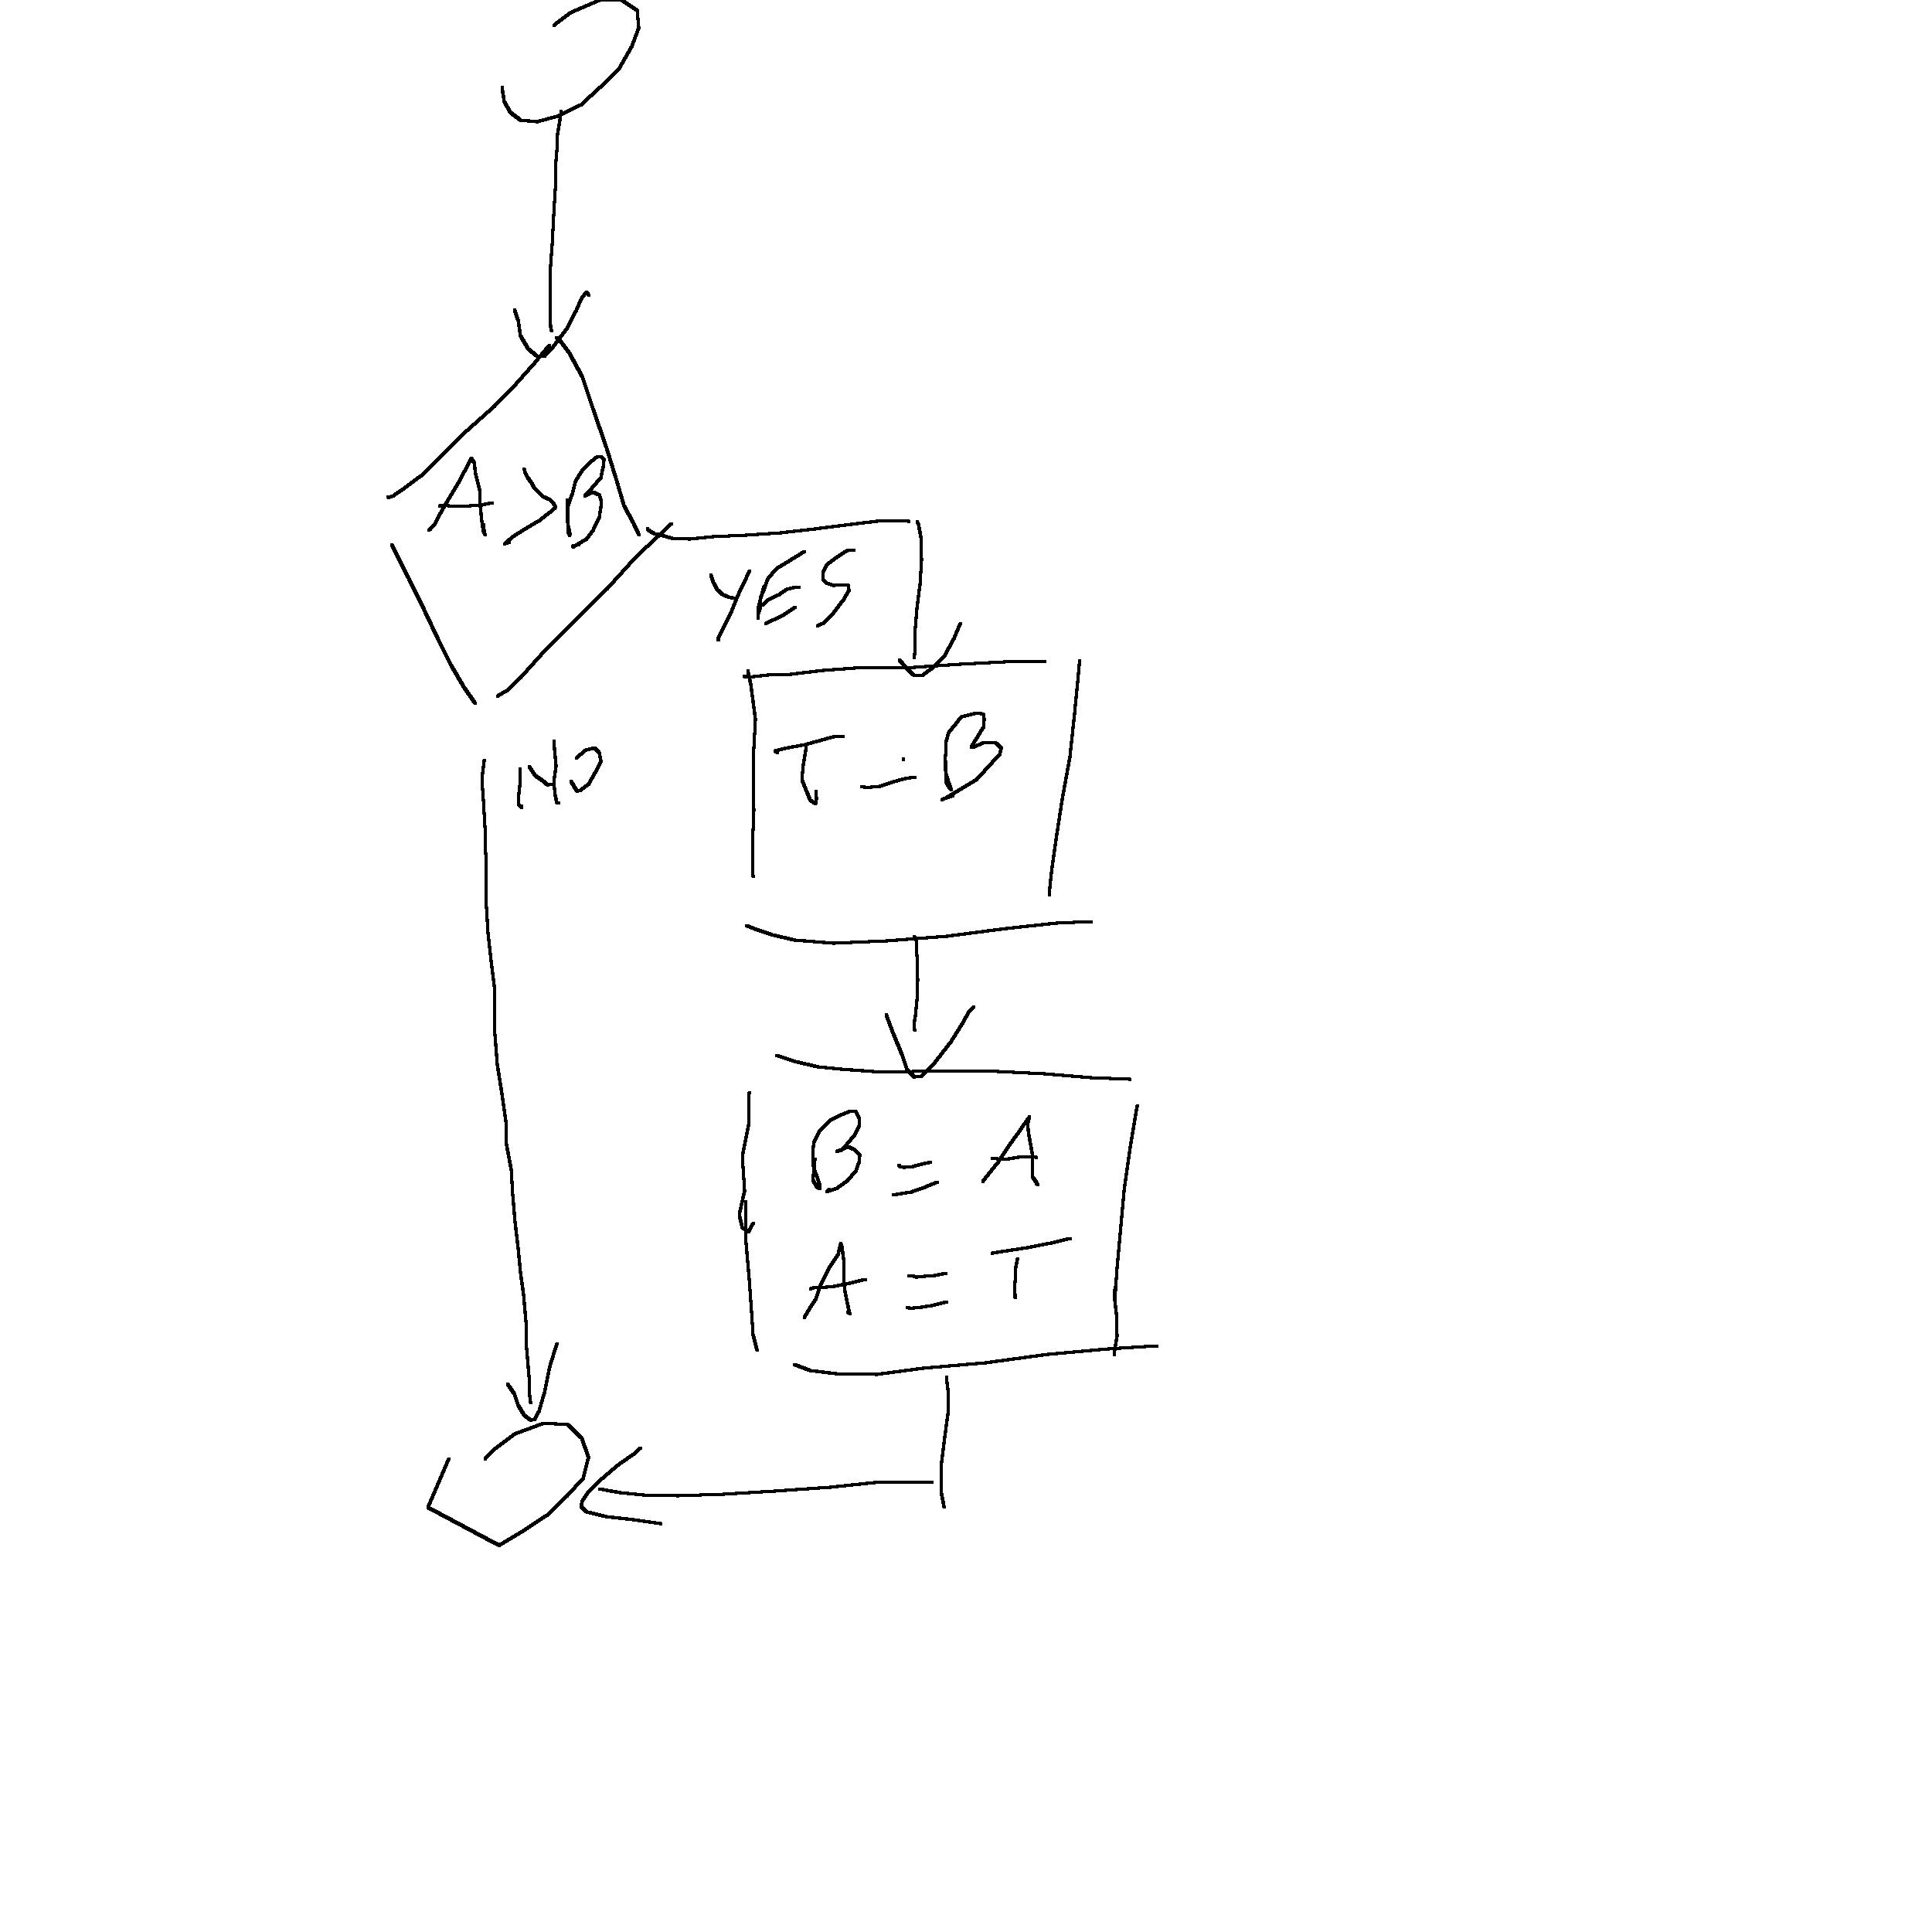 A>B
YES
T = B
NO
B = A
A = T